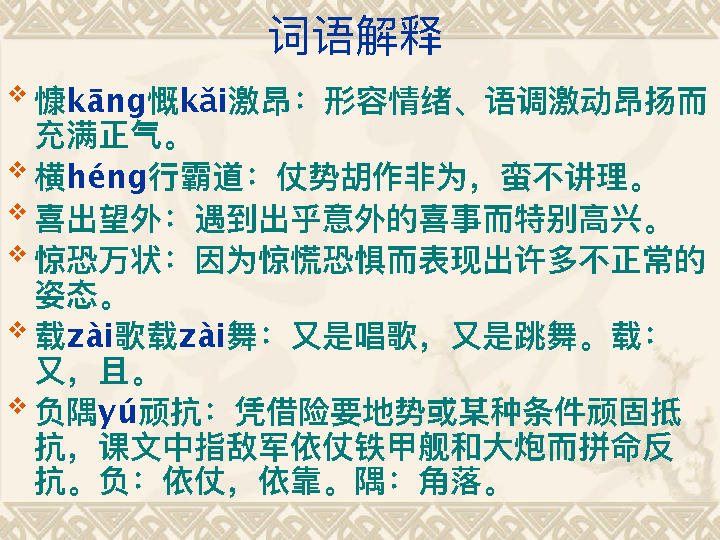 词语解释
慷kāng慨kǎi激昂：形容情绪、语调激动昂扬而
充满正气。
横héng行霸道：仗势胡作非为，蛮不讲理。
喜出望外：遇到出乎意外的喜事而特别高兴。
惊恐万状：因为惊慌恐惧而表现出许多不正常的
姿态。
载zài歌载zài舞：又是唱歌，又是跳舞。载：
又，且。
负隅yú顽抗：凭借险要地势或某种条件顽固抵
抗，课文中指敌军依仗铁甲舰和大炮而拼命反
抗。负：依仗，依靠。隅：角落。